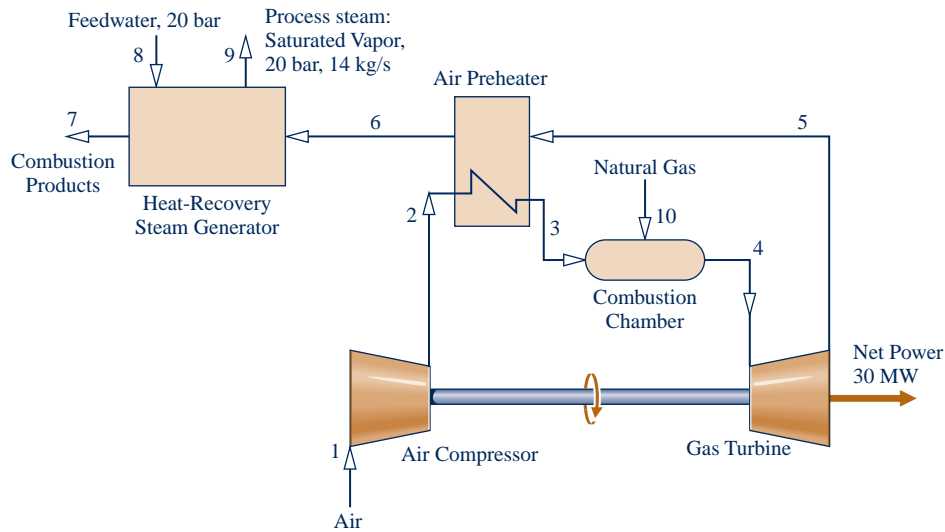 Feedwater, 20 bar
Process steam:
Saturated Vapor,
20 bar, 14 kg/s
8
9
Air Preheater
7
6
5
Combustion
Products
Heat-Recovery
Steam Generator
Natural Gas
2
3
10
4
Combustion
Chamber
Net Power
30 MW
1
Air Compressor
Gas Turbine
Air